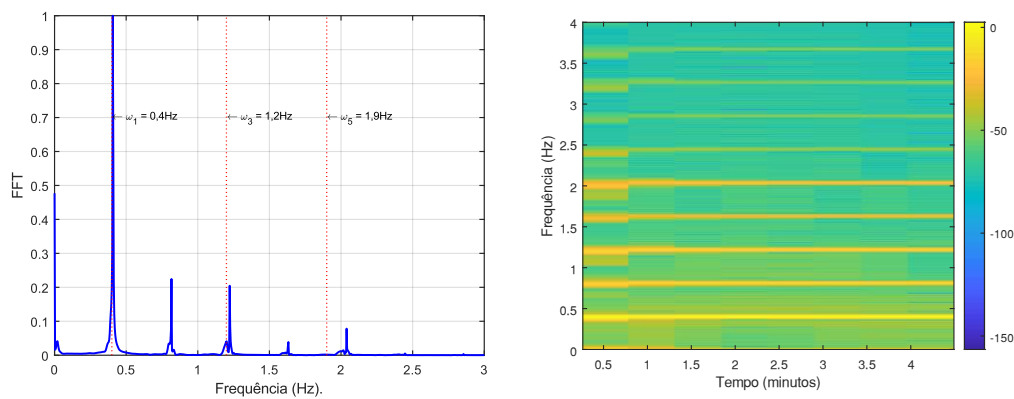 FFT
1
0.9
0.8
0.7
0.6
0.5
0.4
0.3
0.2
0.1
0
← ω1 = 0,4Hz
← ω3 = 1,2Hz
← ω5 = 1,9Hz
0 0.5 1 1.5 2 2.5 3
Frequência (Hz).
Frequência (Hz)
4
3.5
3
2.5
2
1.5
1
0.5
0
0.5 1 1.5 2 2.5 3 3.5 4
Tempo (minutos)
0
-50
-100
-150